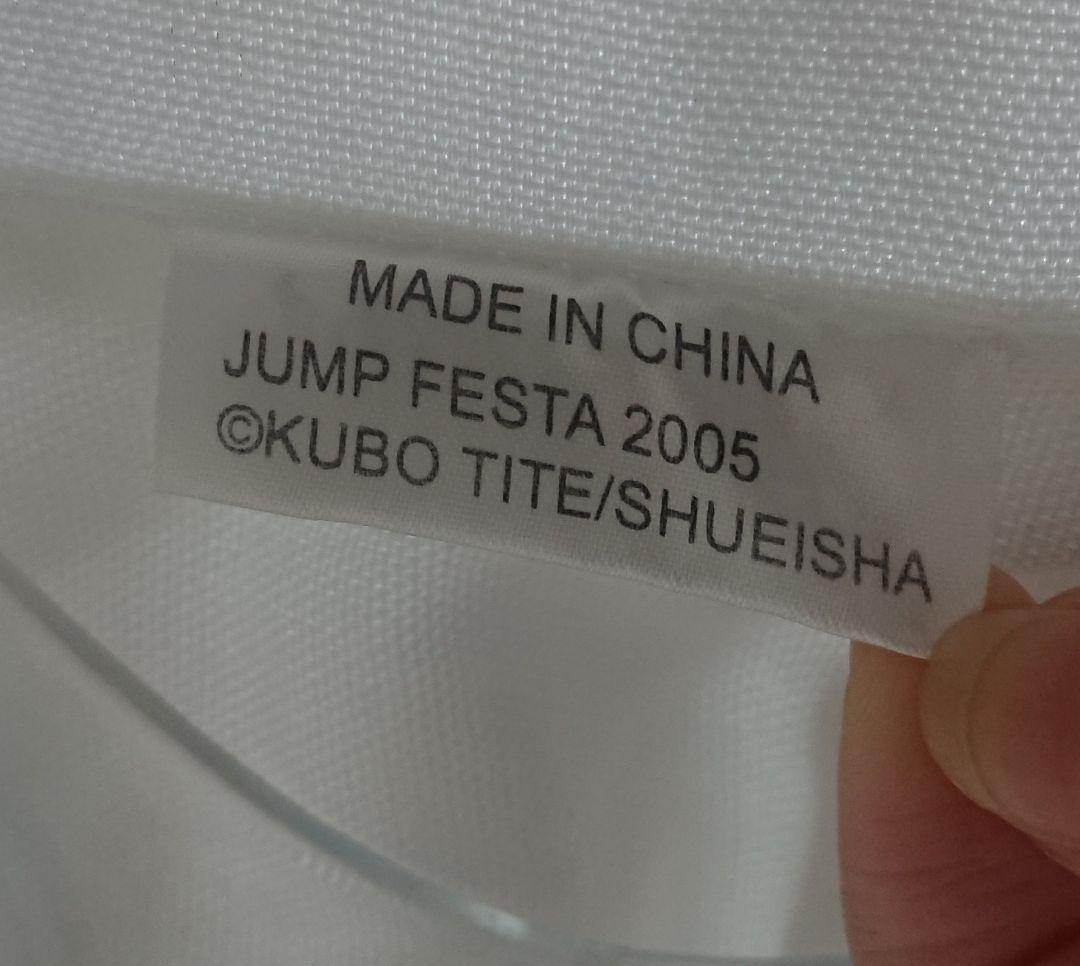 MADE IN CHINA
JUMP FESTA 2005
©KUBO TITE/SHUEISHA